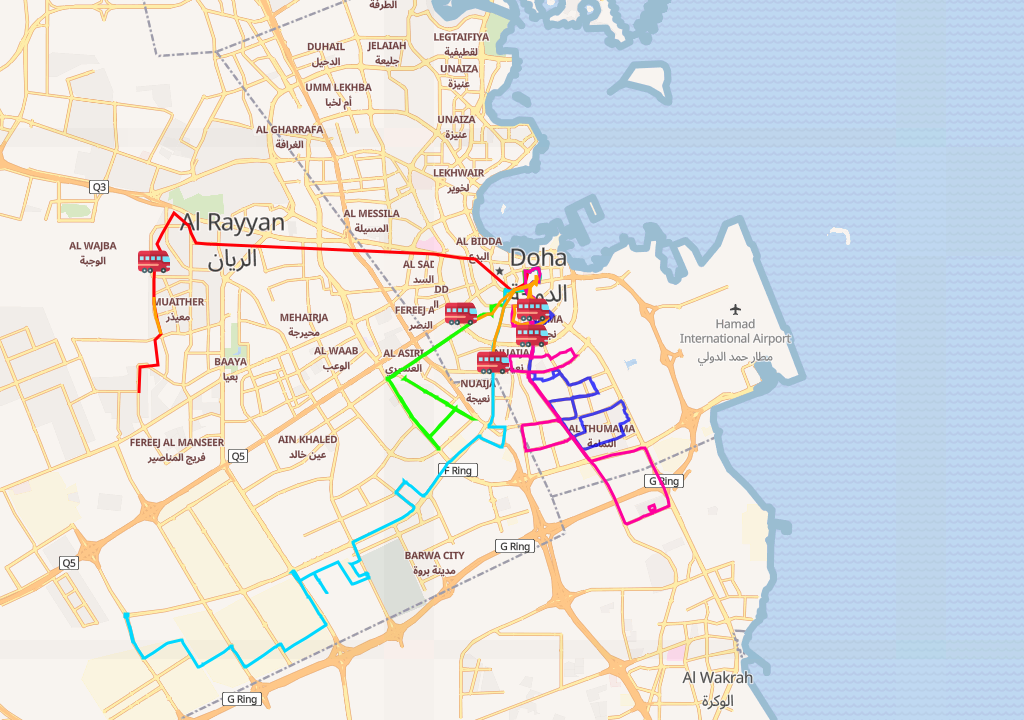 الطرفة
LEGTAIFIYA
لقطيفية
DUHAIL
الدحيل
JELAIAH
جليعة
UNAIZA
عنيزة
UMM LEKHBA
أم لخبا
UNAIZA
عنيزة
AL GHARRAFA
الغرافة
LEKHWAIR
لخوير
Q3
Al Rayyan
الريان
AL MESSILA
المسيلة
AL WAJBA
الوجبة
AL BIDDA
البدع
Doha
الدوحة
AL SAD
السد
DD
MUAITHER
معيذر
MEHAIRJA
محيرجة
FEREEJ A
النصر
MA
Hamad
International Airport
مطار حمد الدولي
AL WAAB
الوعب
AL ASIRI
العسيري
NUAIJA
نعيجة
BAAYA
بعيا
NUAIJA
نعيجة
AL THUMAMA
الثمامة
FEREEJ AL MANSEER
فريج المناصير
AIN KHALED
عين خالد
Q5
F Ring
G Ring
G Ring
BARWA CITY
مدينة بروة
Q5
Al Wakrah
الوكرة
G Ring